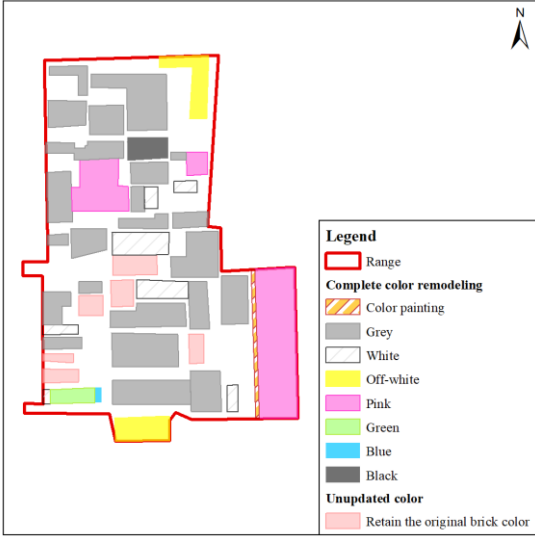 N
Legend
Range
Complete color remodeling
Color painting
Grey
White
Off-white
Pink
Green
Blue
Black
Unupdated color
Retain the original brick color